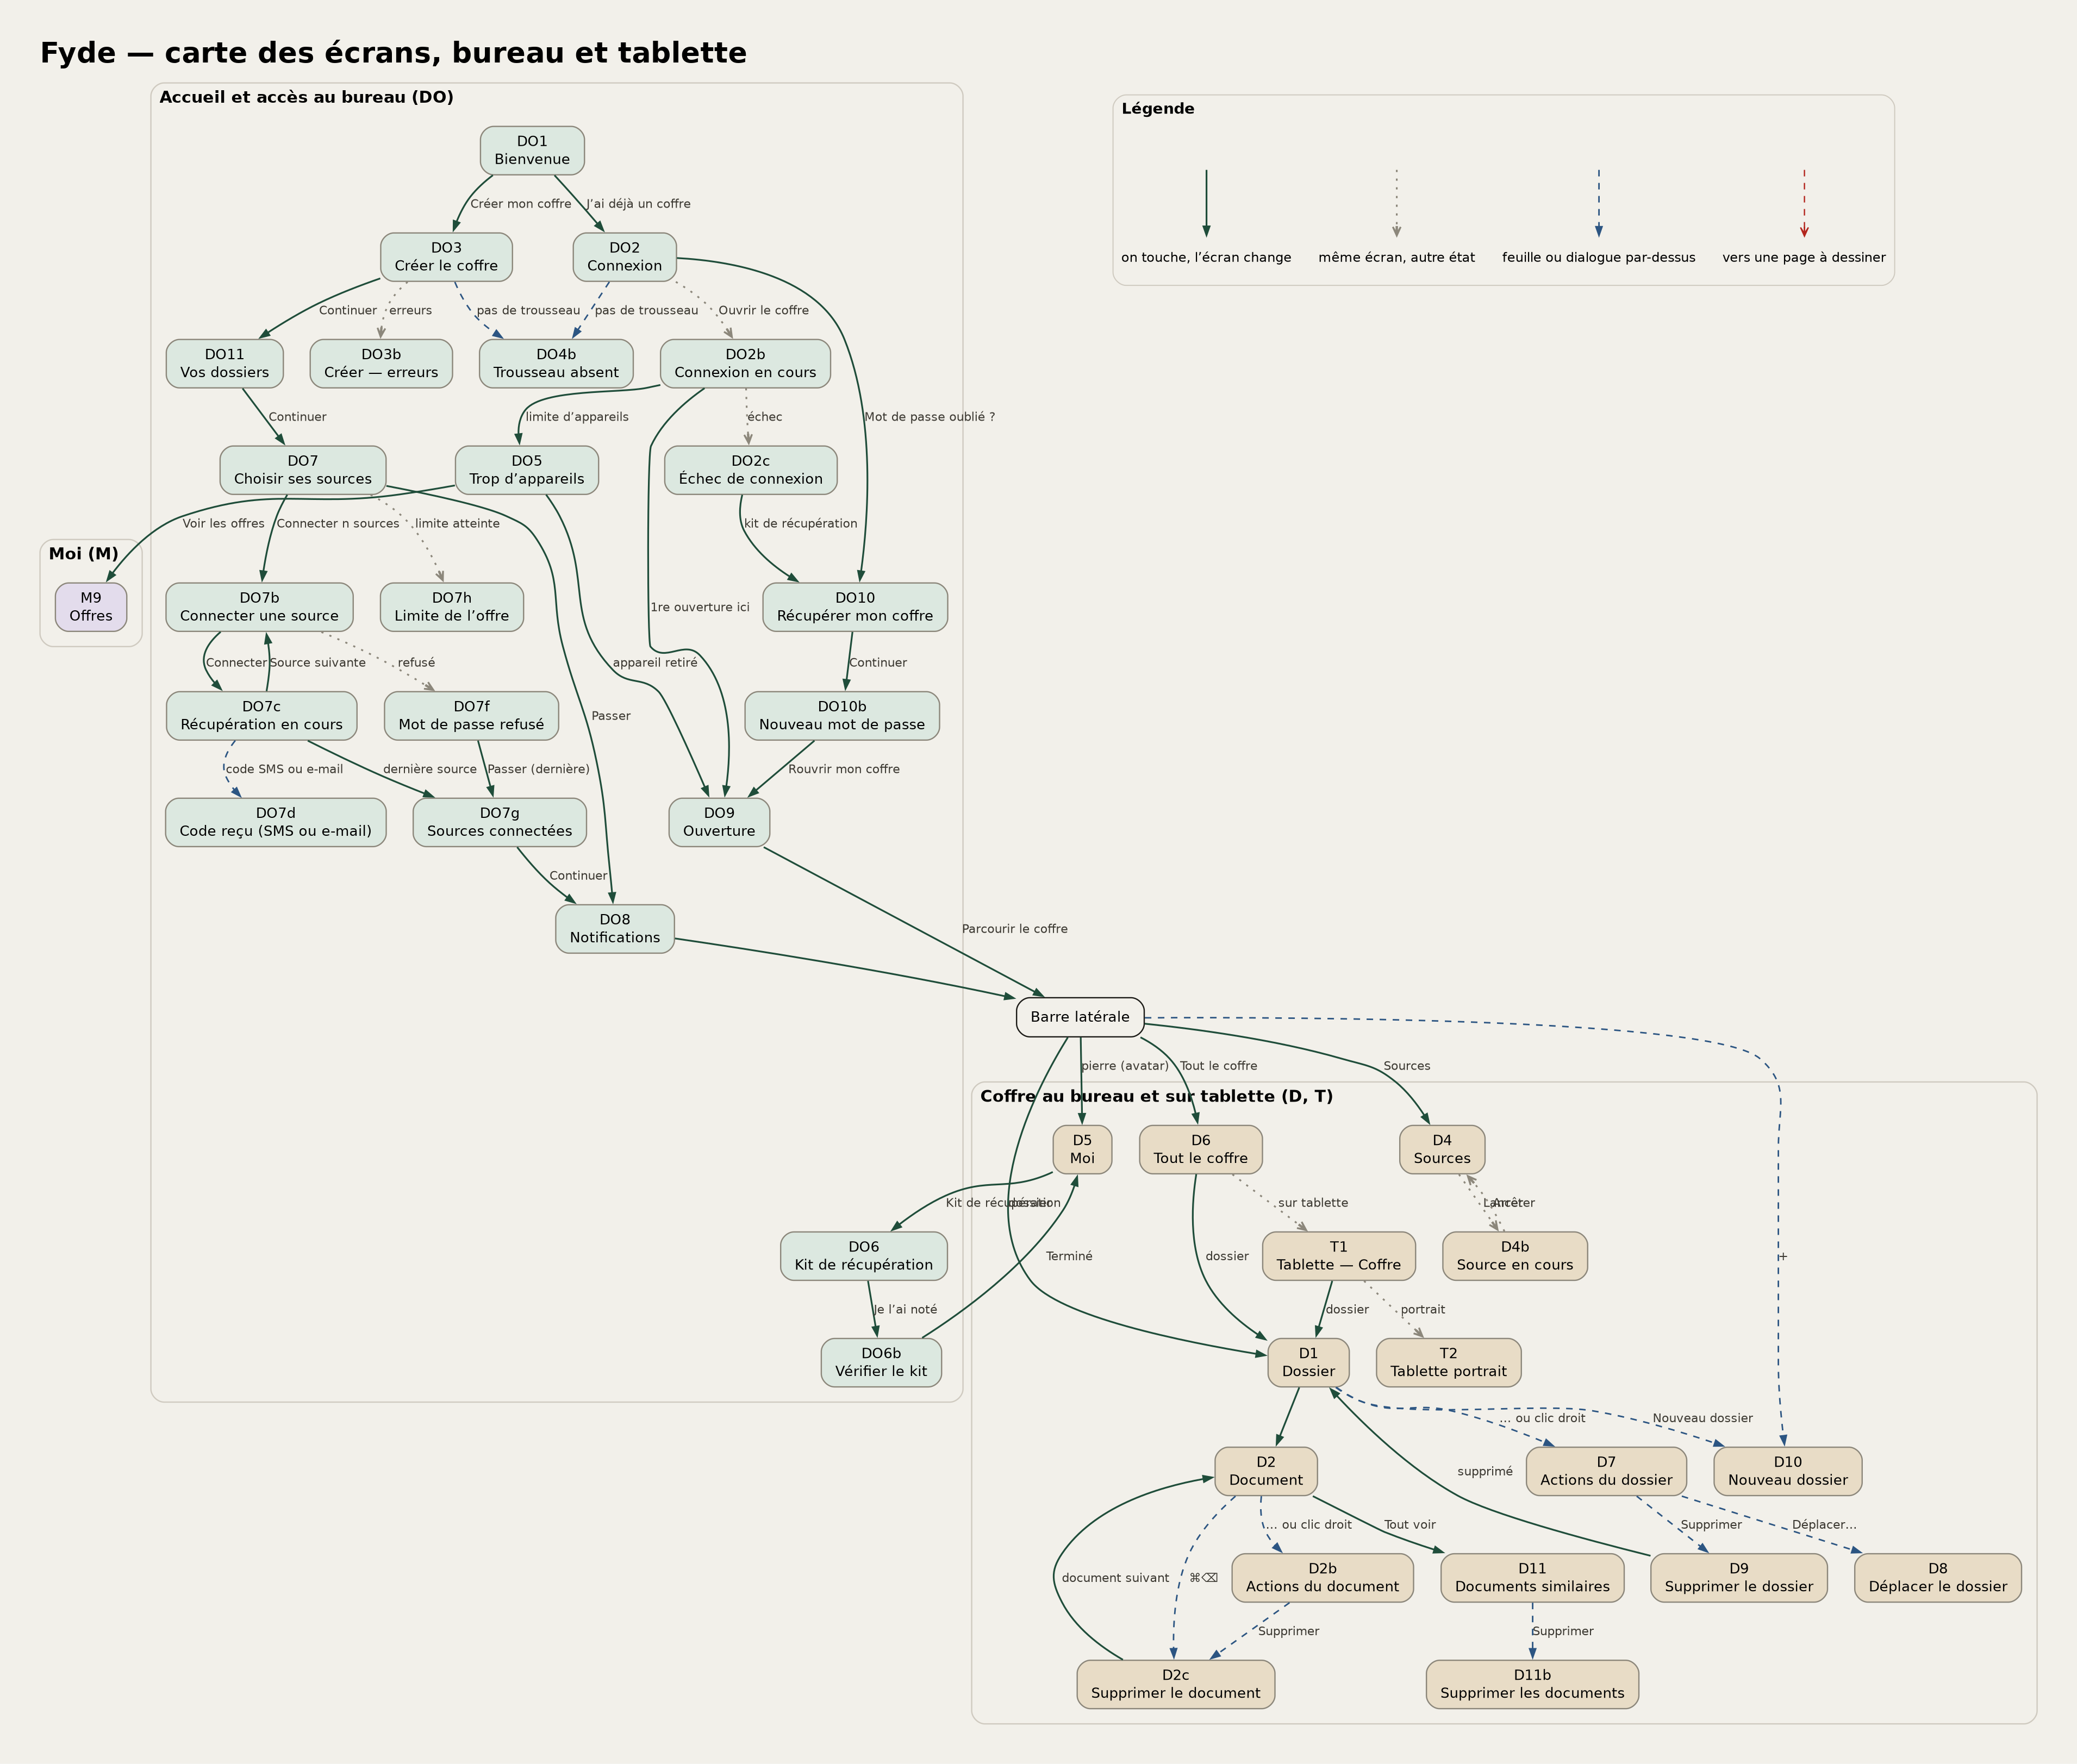 Fyde — carte des écrans, bureau et tablette
Accueil et accès au bureau (DO)
Légende
on touche, l’écran change
même écran, autre état
feuille ou dialogue par-dessus
vers une page à dessiner
DO1
Bienvenue
Créer mon coffre
J’ai déjà un coffre
DO3
Créer le coffre
DO2
Connexion
Continuer
erreurs
pas de trousseau
pas de trousseau
Ouvrir le coffre
DO11
Vos dossiers
DO3b
Créer — erreurs
DO4b
Trousseau absent
DO2b
Connexion en cours
Continuer
limite d’appareils
échec
Mot de passe oublié ?
DO7
Choisir ses sources
DO5
Trop d’appareils
DO2c
Échec de connexion
Voir les offres
Connecter n sources
limite atteinte
kit de récupération
Moi (M)
M9
Offres
DO7b
Connecter une source
DO7h
Limite de l’offre
1re ouverture ici
DO10
Récupérer mon coffre
Connecter
Source suivante
refusé
appareil retiré
Continuer
DO7c
Récupération en cours
DO7f
Mot de passe refusé
Passer
DO10b
Nouveau mot de passe
code SMS ou e-mail
dernière source
Passer (dernière)
Rouvrir mon coffre
DO7d
Code reçu (SMS ou e-mail)
DO7g
Sources connectées
DO9
Ouverture
Continuer
DO8
Notifications
Parcourir le coffre
Barre latérale
pierre (avatar)
Tout le coffre
Sources
Coffre au bureau et sur tablette (D, T)
D5
Moi
D6
Tout le coffre
D4
Sources
Kit de récupération
dossier
sur tablette
Lancer
Arrêter
DO6
Kit de récupération
Terminé
dossier
T1
Tablette — Coffre
D4b
Source en cours
+
Je l’ai noté
dossier
portrait
DO6b
Vérifier le kit
D1
Dossier
T2
Tablette portrait
… ou clic droit
Nouveau dossier
D2
Document
supprimé
D7
Actions du dossier
D10
Nouveau dossier
… ou clic droit
Tout voir
Supprimer
Déplacer…
document suivant
⌘⌫
D2b
Actions du document
D11
Documents similaires
D9
Supprimer le dossier
D8
Déplacer le dossier
Supprimer
Supprimer
D2c
Supprimer le document
D11b
Supprimer les documents